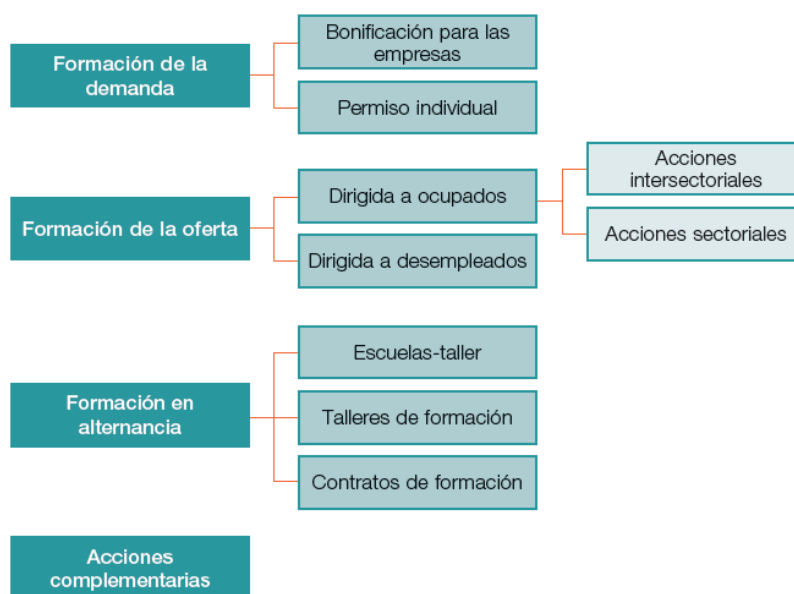 Formación de la
demanda
Bonificación para las
empresas
Permiso individual
Formación de la oferta
Dirigida a ocupados
Acciones
intersectoriales
Acciones sectoriales
Dirigida a desempleados
Formación en
alternancia
Escuelas-taller
Talleres de formación
Contratos de formación
Acciones
complementarias